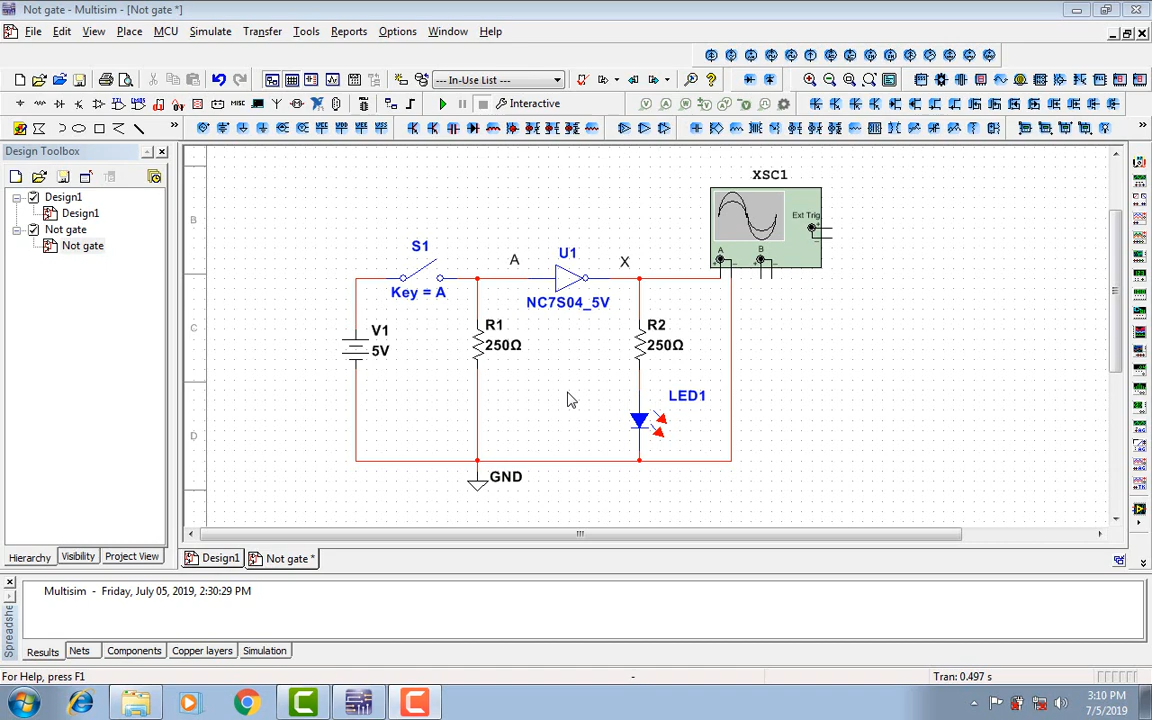 Not gate - Multisim - [Not gate *]
File Edit View Place MCU Simulate Transfer Tools Reports Options Window Help
-- In-Use List --
Interactive
Design Toolbox
Design1
Design1
Not gate
Not gate
Hierarchy Visibility Project View
B
C
D
XSC1
Ext Trig
A B
S1
Key = A
A
U1
NC7S04_5V
X
V1
5V
R1
250Ω
R2
250Ω
LED1
GND
Design1 Not gate *
Multisim - Friday, July 05, 2019, 2:30:29 PM
Results Nets Components Copper layers Simulation
For Help, press F1
-
Tran: 0.497 s
3:10 PM
7/5/2019